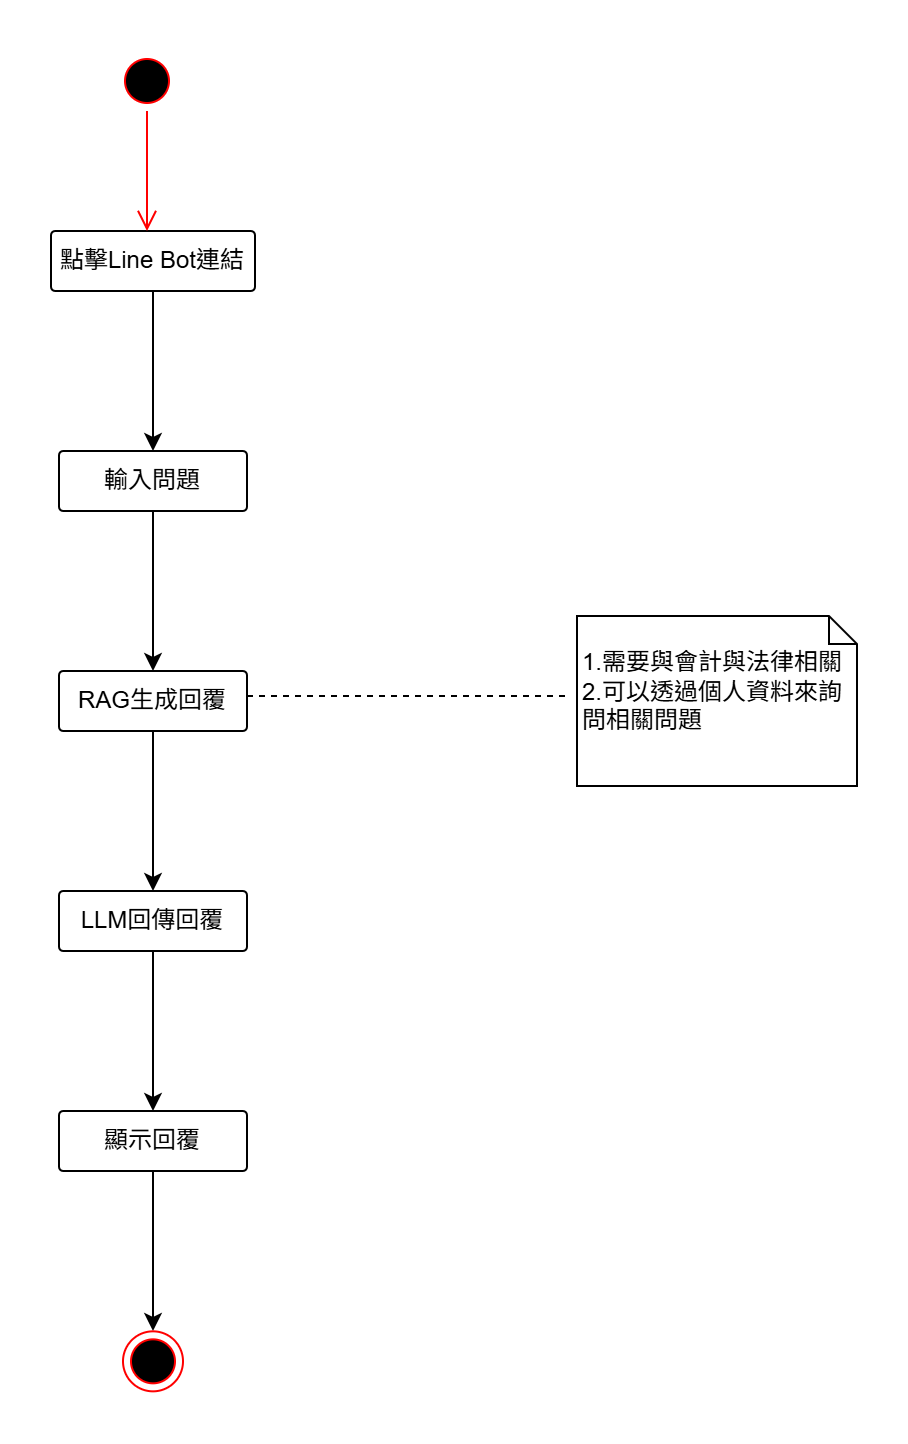 點擊Line Bot連結
輸入問題
RAG生成回覆
1.需要與會計與法律相關
2.可以透過個人資料來詢
問相關問題
LLM回傳回覆
顯示回覆